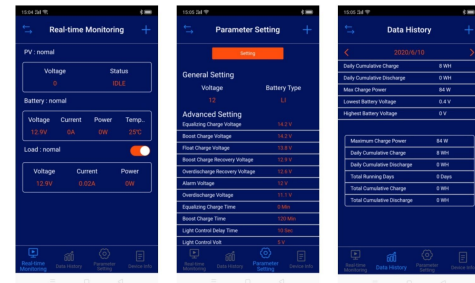 15:04
Real-time Monitoring
PV : nomal
Voltage Status
0 IDLE
Battery : nomal
Voltage Current Power Temp..
12.9V 0A 0W 25℃
Load : nomal
Voltage Current Power
12.9V 0.02A 0W
Real-time Monitoring Data History Parameter Setting Device Info
15:05
Parameter Setting
Setting
General Setting
Voltage Battery Type
12 LI
Advanced Setting
Equalizing Charge Voltage 14.2 V
Boost Charge Voltage 14.2 V
Float Charge Voltage 13.8 V
Boost Charge Recovery Voltage 12.9 V
Overdischarge Recovery Voltage 12.6 V
Alarm Voltage 12 V
Overdischarge Voltage 11.1 V
Equalizing Charge Time 0 Min
Boost Charge Time 120 Min
Light Control Delay Time 10 Sec
Light Control Volt 5 V
Real-time Monitoring Data History Parameter Setting Device Info
15:05
Data History
2020/6/10
Daily Cumulative Charge 8 WH
Daily Cumulative Discharge 0 WH
Max Charge Power 84 W
Lowest Battery Voltage 0.4 V
Highest Battery Voltage 0 V
Maximum Charge Power 84 W
Daily Cumulative Charge 8 WH
Daily Cumulative Discharge 0 WH
Total Running Days 0 Days
Total Cumulative Charge 0 WH
Total Cumulative Discharge 0 WH
Real-time Monitoring Data History Parameter Setting Device Info